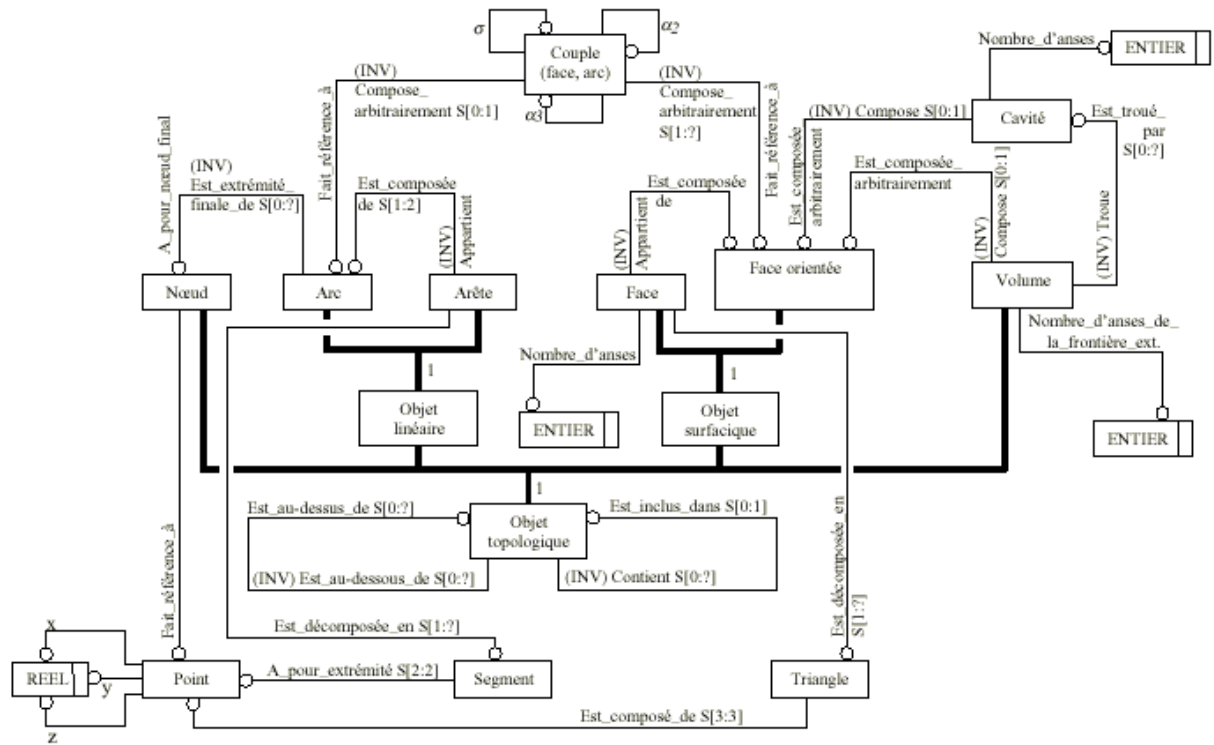 σ
α2
Couple
(face, arc)
α3
Nombre_d'anses
ENTIER
(INV)
Compose_
arbitrairement S[0:1]
(INV)
Compose_
arbitrairement
S[1:?]
(INV) Compose S[0:1]
Cavité
Est_troué_
par
S[0:?]
A_pour_nœud_final
(INV)
Est_extrémité_
finale_de S[0:?]
Fait_référence_à
Est_composée
de S[1:2]
(INV)
Appartient
Est_composée
de
(INV)
Appartient
Fait_référence_à
Est_composée
arbitrairement
Est_composée_
arbitrairement
(INV)
Compose S[0:1]
(INV) Troue
Nœud
Arc
Arête
Face
Face orientée
Volume
Nombre_d'anses
1
1
Nombre_d'anses_de_
la_frontière_ext.
Objet
linéaire
ENTIER
Objet
surfacique
ENTIER
1
Est_au-dessus_de S[0:?]
Objet
topologique
Est_inclus_dans S[0:1]
(INV) Est_au-dessous_de S[0:?]
(INV) Contient S[0:?]
Fait_référence_à
Est_décomposée_en
S[1:?]
Est_décomposée_en S[1:?]
x
REEL
y
z
Point
A_pour_extrémité S[2:2]
Segment
Triangle
Est_composé_de S[3:3]